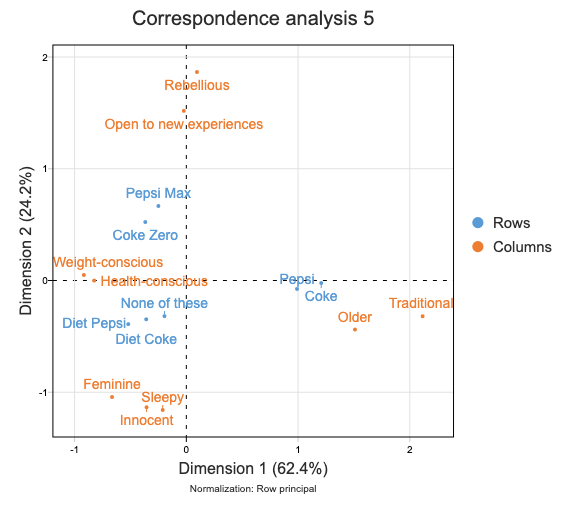 Correspondence analysis 5
Dimension 2 (24.2%)
2
1
0
-1
Rebellious
Open to new experiences
Pepsi Max
Coke Zero
Weight-conscious
Health-conscious
Pepsi
Coke
None of these
Diet Pepsi
Diet Coke
Traditional
Older
Feminine
Sleepy
Innocent
Rows
Columns
-1
0
1
2
Dimension 1 (62.4%)
Normalization: Row principal